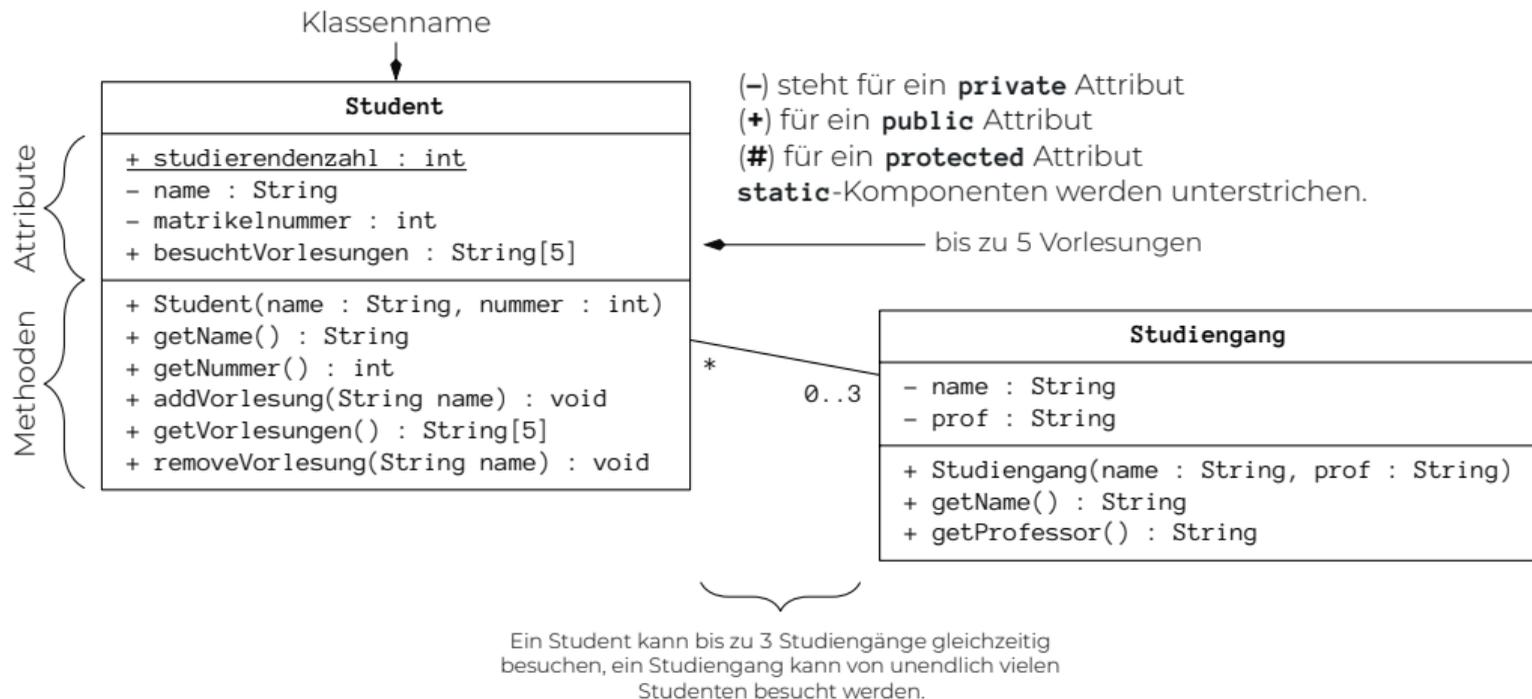 Klassenname
Student
Attribute
+ studierendenzahl : int
– name : String
– matrikelnummer : int
+ besuchtVorlesungen : String[5]
Methoden
+ Student(name : String, nummer : int)
+ getName() : String
+ getNummer() : int
+ addVorlesung(String name) : void
+ getVorlesungen() : String[5]
+ removeVorlesung(String name) : void
(–) steht für ein private Attribut
(+) für ein public Attribut
(#) für ein protected Attribut
static-Komponenten werden unterstrichen.
bis zu 5 Vorlesungen
*
0..3
Studiengang
– name : String
– prof : String
+ Studiengang(name : String, prof : String)
+ getName() : String
+ getProfessor() : String
Ein Student kann bis zu 3 Studiengänge gleichzeitig
besuchen, ein Studiengang kann von unendlich vielen
Studenten besucht werden.